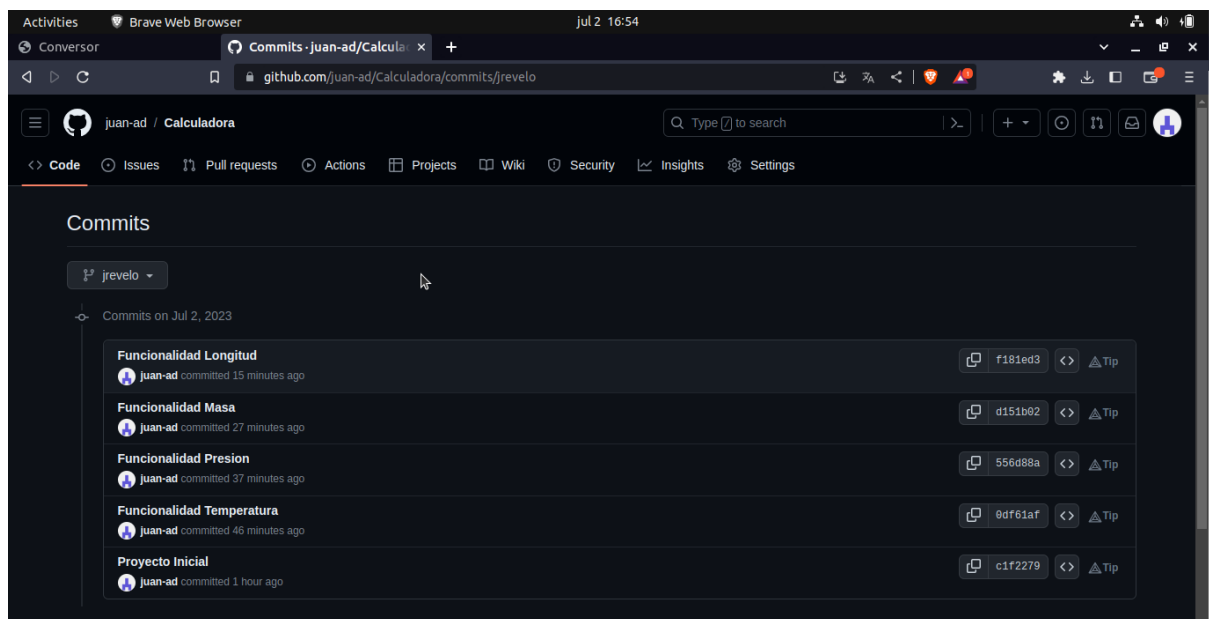 Activities Brave Web Browser jul 2 16:54
Conversor Commits · juan-ad/Calculac × +
github.com/juan-ad/Calculadora/commits/jrevelo
juan-ad / Calculadora Type / to search
Code Issues Pull requests Actions Projects Wiki Security Insights Settings
Commits
jrevelo
Commits on Jul 2, 2023
Funcionalidad Longitud
juan-ad committed 15 minutes ago
f181ed3 <> Tip
Funcionalidad Masa
juan-ad committed 27 minutes ago
d151b02 <> Tip
Funcionalidad Presion
juan-ad committed 37 minutes ago
556d88a <> Tip
Funcionalidad Temperatura
juan-ad committed 46 minutes ago
0df61af <> Tip
Proyecto Inicial
juan-ad committed 1 hour ago
c1f2279 <> Tip